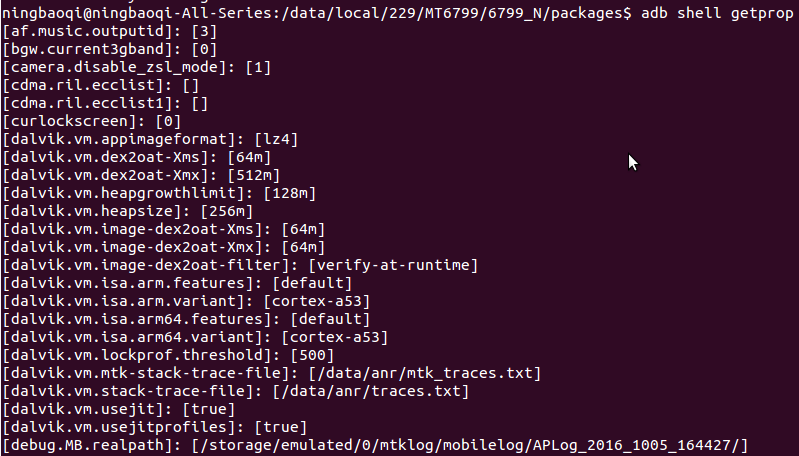 ningbaoqi@ningbaoqi-All-Series:/data/local/229/MT6799/6799_N/packages$ adb shell getprop
[af.music.outputid]: [3]
[bgw.current3gband]: [0]
[camera.disable_zsl_mode]: [1]
[cdma.ril.ecclist]: []
[cdma.ril.ecclist1]: []
[curlockscreen]: [0]
[dalvik.vm.appimageformat]: [lz4]
[dalvik.vm.dex2oat-Xms]: [64m]
[dalvik.vm.dex2oat-Xmx]: [512m]
[dalvik.vm.heapgrowthlimit]: [128m]
[dalvik.vm.heapsize]: [256m]
[dalvik.vm.image-dex2oat-Xms]: [64m]
[dalvik.vm.image-dex2oat-Xmx]: [64m]
[dalvik.vm.image-dex2oat-filter]: [verify-at-runtime]
[dalvik.vm.isa.arm.features]: [default]
[dalvik.vm.isa.arm.variant]: [cortex-a53]
[dalvik.vm.isa.arm64.features]: [default]
[dalvik.vm.isa.arm64.variant]: [cortex-a53]
[dalvik.vm.lockprof.threshold]: [500]
[dalvik.vm.mtk-stack-trace-file]: [/data/anr/mtk_traces.txt]
[dalvik.vm.stack-trace-file]: [/data/anr/traces.txt]
[dalvik.vm.usejit]: [true]
[dalvik.vm.usejitprofiles]: [true]
[debug.MB.realpath]: [/storage/emulated/0/mtklog/mobilelog/APLog_2016_1005_164427/]